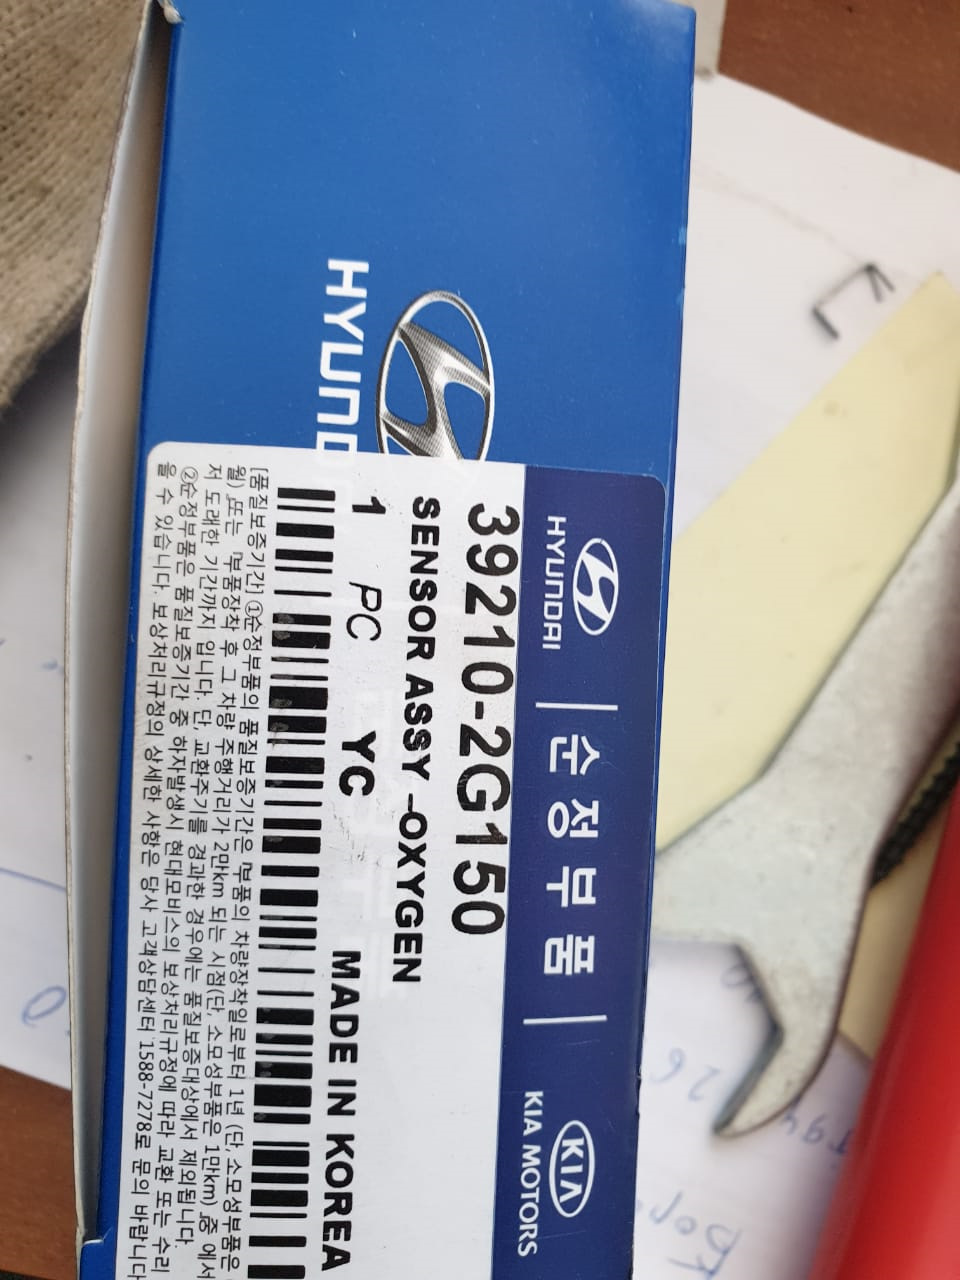 HYUND
HYUNDAI
순정부품
KIA
KIA MOTORS
39210-2G150
SENSOR ASSY-OXYGEN
1 PC YC MADE IN KOREA
[품질보증기간] ①순정부품의 품질보증기간은 「부품의 차량장착일로부터 1년 (단, 소모성부품은
월) 」또는 「부품장착 후 그 차량 주행거리가 2만km 되는 시점(단, 소모성부품은 1만km)」중 에서
저 도래한 기간까지 입니다. 단, 교환주기를 경과한 경우에는 품질보증대상에서 제외됩니다.
②순정부품은 품질보증기간 중 하자발생시 현대모비스의 보상처리규정에 따라 교환 또는 수리
을 수 있습니다. 보상처리규정의 상세한 사항은 당사 고객상담센터 1588-7278로 문의 바랍니다
26